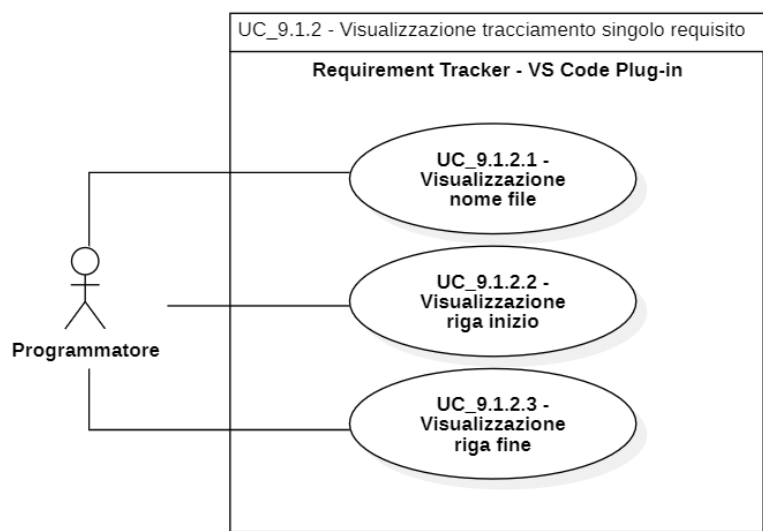 UC_9.1.2 - Visualizzazione tracciamento singolo requisito
Requirement Tracker - VS Code Plug-in
UC_9.1.2.1 -
Visualizzazione
nome file
UC_9.1.2.2 -
Visualizzazione
riga inizio
Programmatore
UC_9.1.2.3 -
Visualizzazione
riga fine